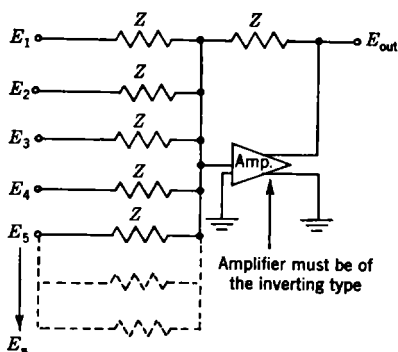 Z Z
E1 Eout
Z
E2
Z
E3
Z Amp.
E4
Z
E5
Amplifier must be of
the inverting type
En